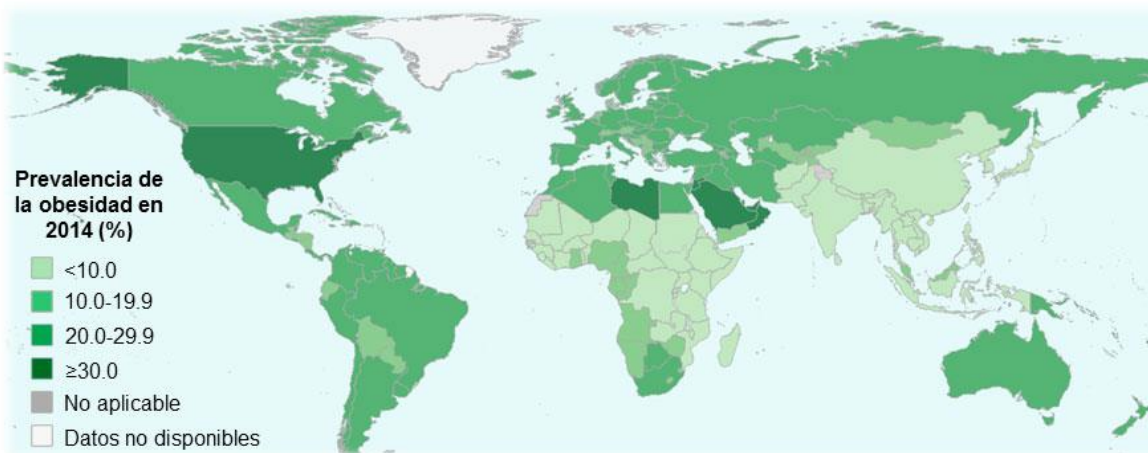 Prevalencia de
la obesidad en
2014 (%)
<10.0
10.0-19.9
20.0-29.9
≥30.0
No aplicable
Datos no disponibles